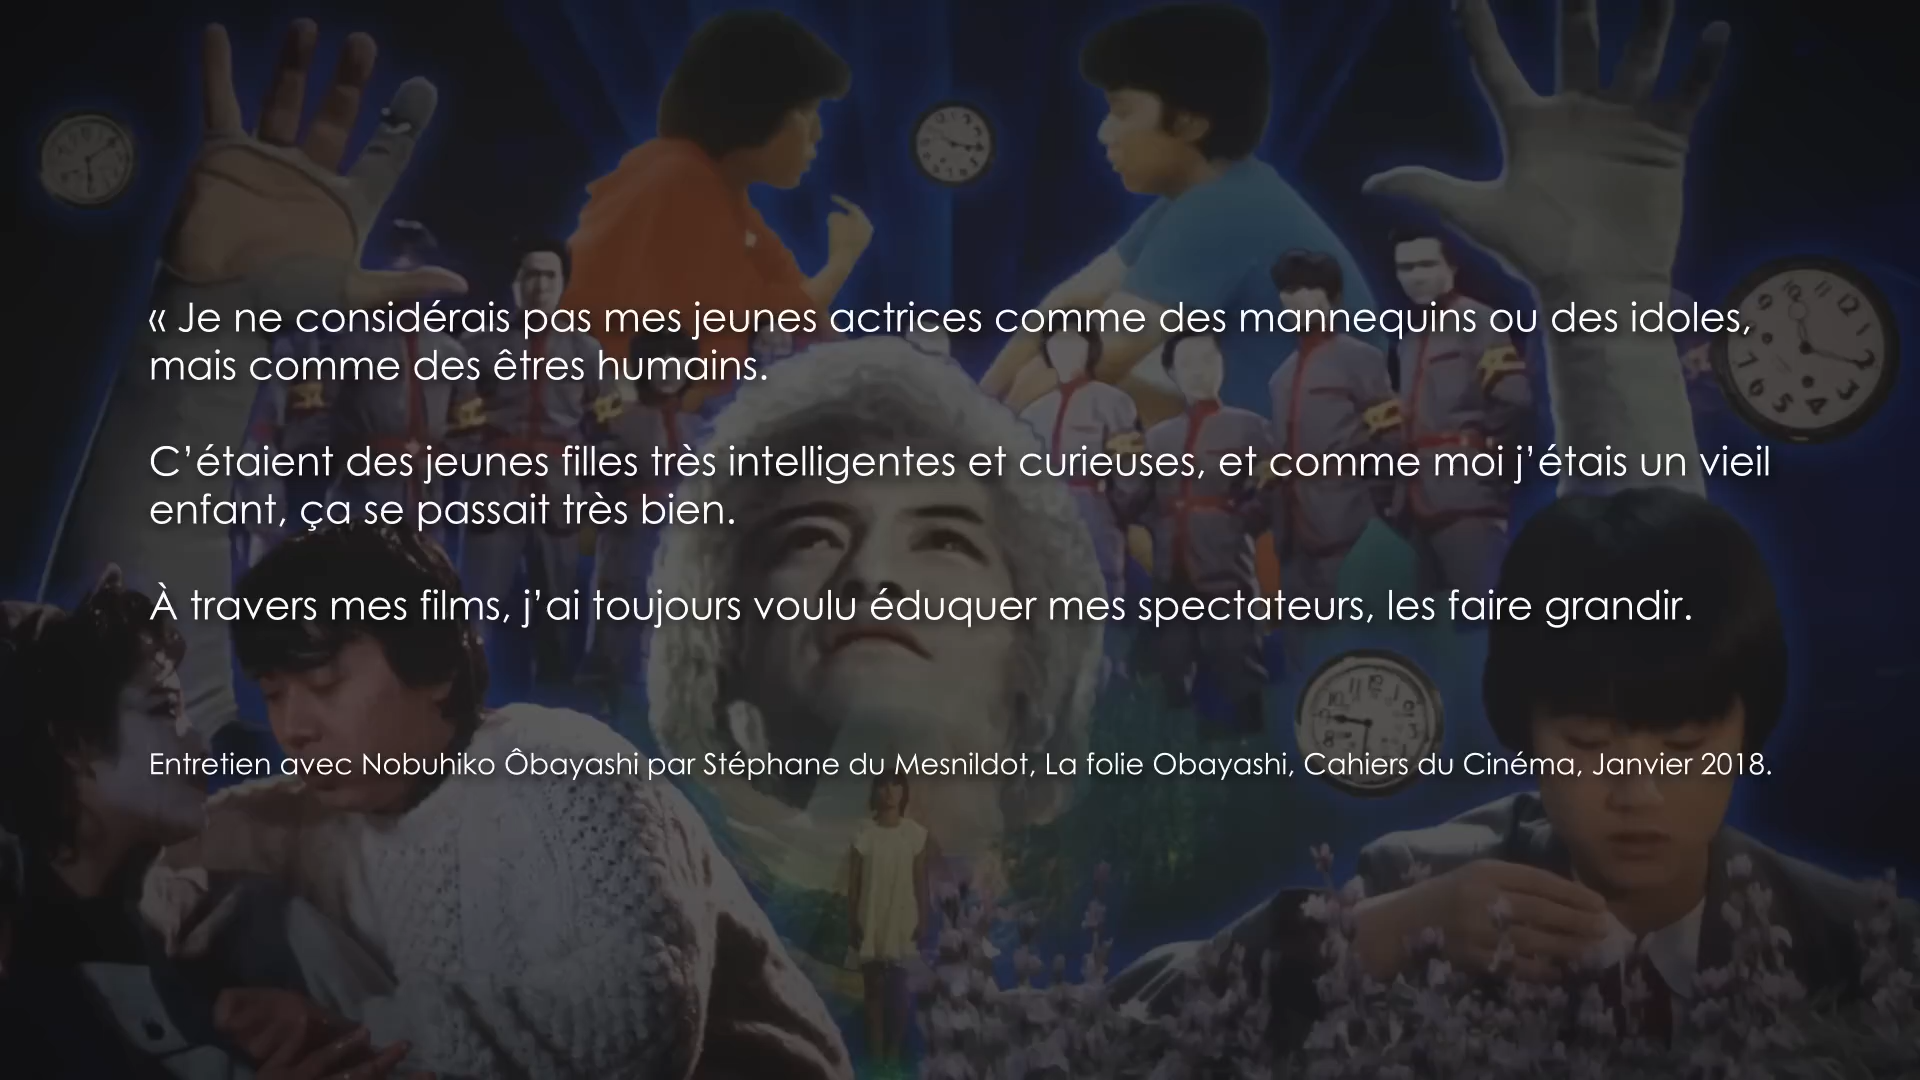 « Je ne considérais pas mes jeunes actrices comme des mannequins ou des idoles,
mais comme des êtres humains.
C’étaient des jeunes filles très intelligentes et curieuses, et comme moi j’étais un vieil
enfant, ça se passait très bien.
À travers mes films, j’ai toujours voulu éduquer mes spectateurs, les faire grandir.
Entretien avec Nobuhiko Ôbayashi par Stéphane du Mesnildot, La folie Obayashi, Cahiers du Cinéma, Janvier 2018.